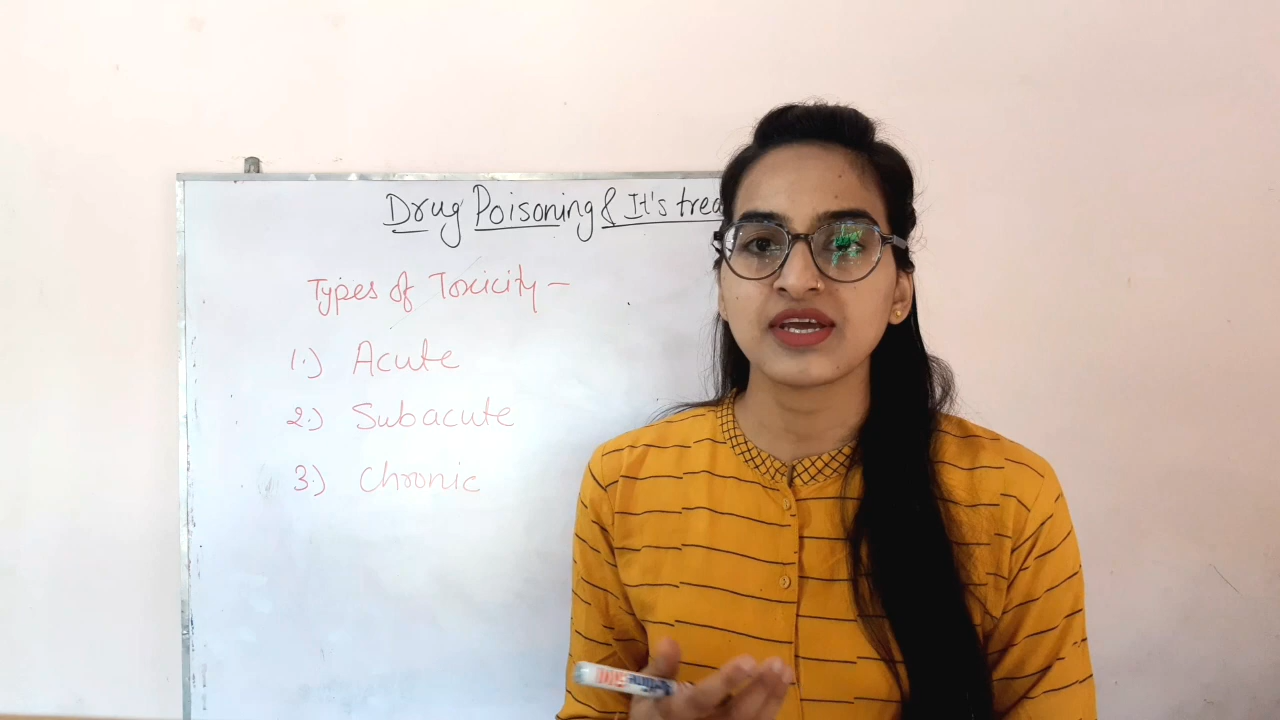 Drug Poisoning & It's trea
Types of Toxicity -
1.) Acute
2.) Subacute
3.) Chronic